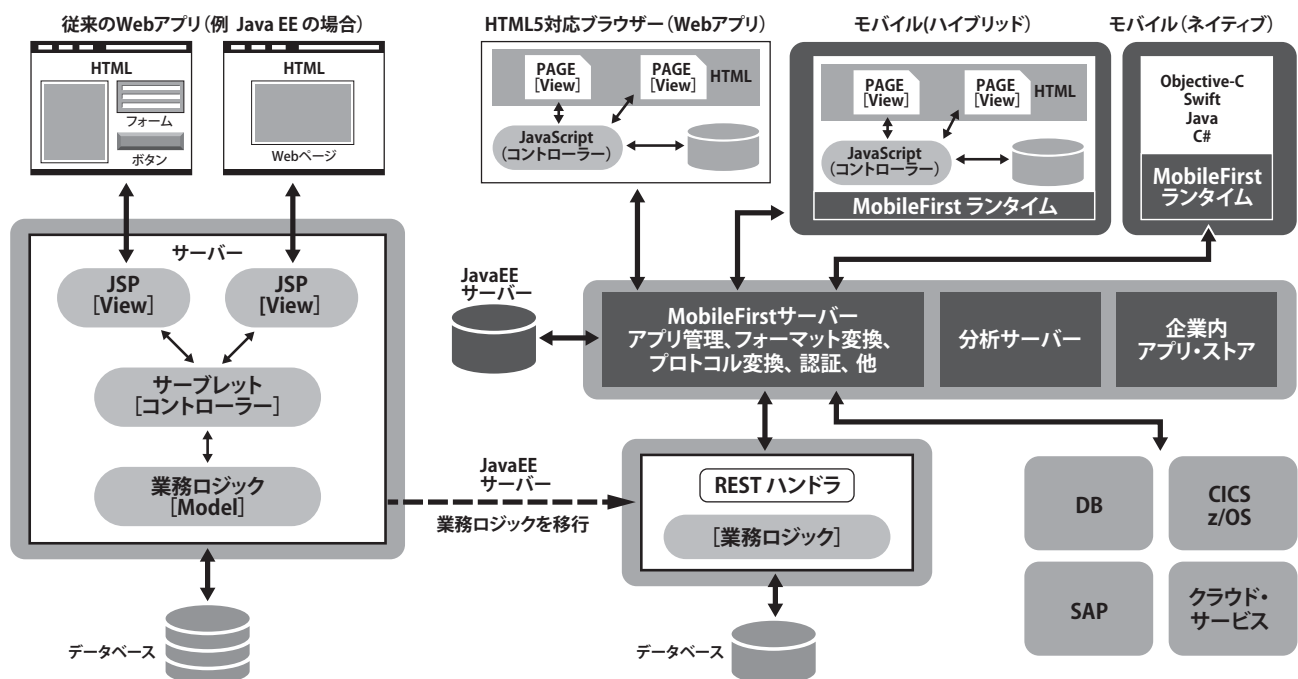 従来のWebアプリ（例 Java EE の場合）
HTML
フォーム
ボタン
HTML
Webページ
サーバー
JSP
[View]
JSP
[View]
サーブレット
[コントローラー]
業務ロジック
[Model]
データベース
HTML5対応ブラウザー（Webアプリ）
PAGE
[View]
PAGE
[View]
HTML
JavaScript
(コントローラー)
モバイル(ハイブリッド)
PAGE
[View]
PAGE
[View]
HTML
JavaScript
(コントローラー)
MobileFirst ランタイム
モバイル（ネイティブ）
Objective-C
Swift
Java
C#
MobileFirst
ランタイム
JavaEE
サーバー
MobileFirstサーバー
アプリ管理、フォーマット変換、
プロトコル変換、認証、他
分析サーバー
企業内
アプリ・ストア
JavaEE
サーバー
業務ロジックを移行
REST ハンドラ
[業務ロジック]
データベース
DB
CICS
z/OS
SAP
クラウド・
サービス